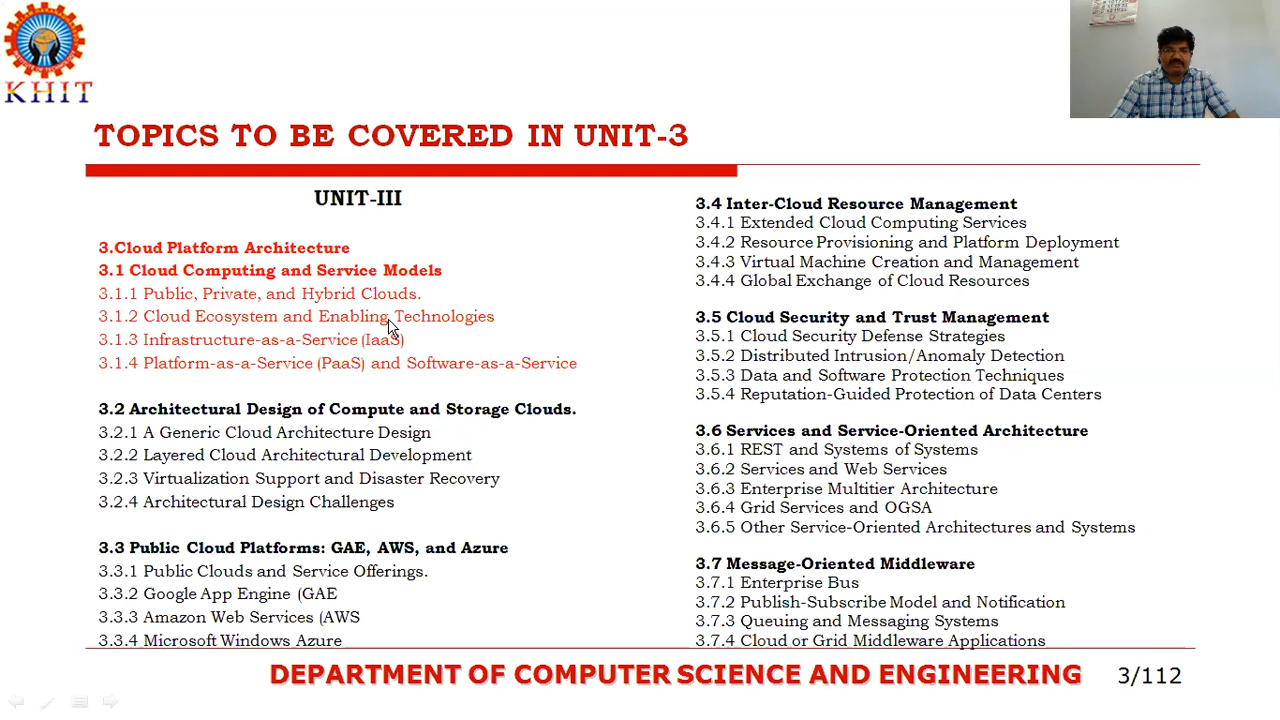 KHIT
TOPICS TO BE COVERED IN UNIT-3
UNIT-III
3.Cloud Platform Architecture
3.1 Cloud Computing and Service Models
3.1.1 Public, Private, and Hybrid Clouds.
3.1.2 Cloud Ecosystem and Enabling Technologies
3.1.3 Infrastructure-as-a-Service (IaaS)
3.1.4 Platform-as-a-Service (PaaS) and Software-as-a-Service
3.2 Architectural Design of Compute and Storage Clouds.
3.2.1 A Generic Cloud Architecture Design
3.2.2 Layered Cloud Architectural Development
3.2.3 Virtualization Support and Disaster Recovery
3.2.4 Architectural Design Challenges
3.3 Public Cloud Platforms: GAE, AWS, and Azure
3.3.1 Public Clouds and Service Offerings.
3.3.2 Google App Engine (GAE
3.3.3 Amazon Web Services (AWS
3.3.4 Microsoft Windows Azure
3.4 Inter-Cloud Resource Management
3.4.1 Extended Cloud Computing Services
3.4.2 Resource Provisioning and Platform Deployment
3.4.3 Virtual Machine Creation and Management
3.4.4 Global Exchange of Cloud Resources
3.5 Cloud Security and Trust Management
3.5.1 Cloud Security Defense Strategies
3.5.2 Distributed Intrusion/Anomaly Detection
3.5.3 Data and Software Protection Techniques
3.5.4 Reputation-Guided Protection of Data Centers
3.6 Services and Service-Oriented Architecture
3.6.1 REST and Systems of Systems
3.6.2 Services and Web Services
3.6.3 Enterprise Multitier Architecture
3.6.4 Grid Services and OGSA
3.6.5 Other Service-Oriented Architectures and Systems
3.7 Message-Oriented Middleware
3.7.1 Enterprise Bus
3.7.2 Publish-Subscribe Model and Notification
3.7.3 Queuing and Messaging Systems
3.7.4 Cloud or Grid Middleware Applications
DEPARTMENT OF COMPUTER SCIENCE AND ENGINEERING
3/112